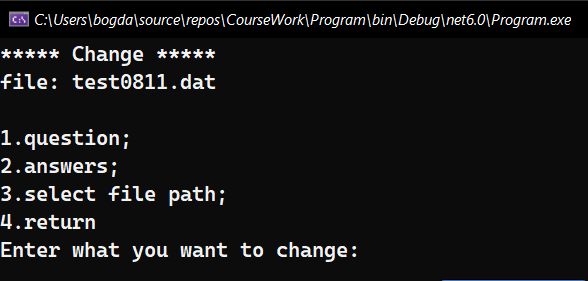 C:\Users\bogda\source\repos\CourseWork\Program\bin\Debug\net6.0\Program.exe
***** Change *****
file: test0811.dat
1.question;
2.answers;
3.select file path;
4.return
Enter what you want to change: